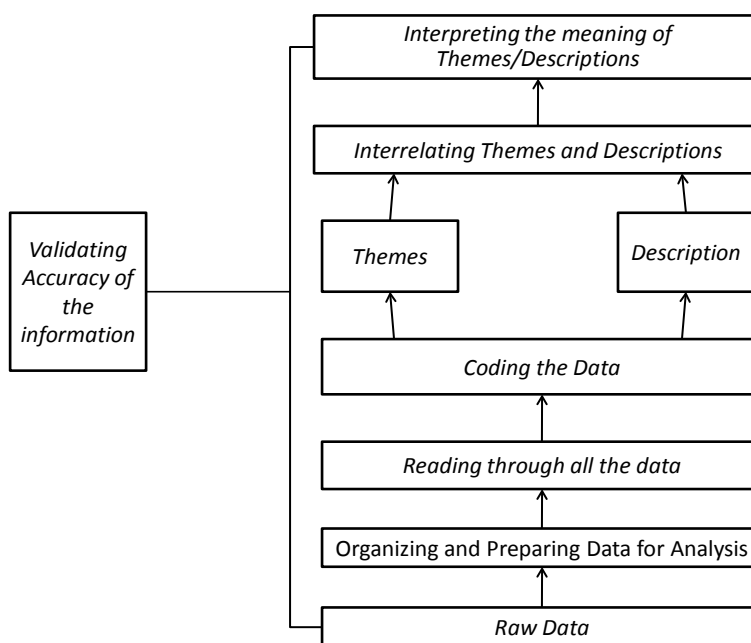 Interpreting the meaning of
Themes/Descriptions
Interrelating Themes and Descriptions
Validating
Accuracy of
the
information
Themes
Description
Coding the Data
Reading through all the data
Organizing and Preparing Data for Analysis
Raw Data